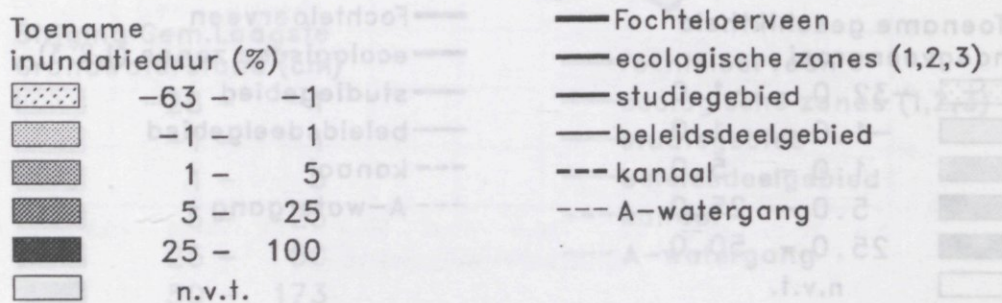 Toename
inundatieduur (%)
-63 - -1
-1 - 1
1 - 5
5 - 25
25 - 100
n.v.t.
Fochteloerveen
ecologische zones (1,2,3)
studiegebied
beleidsdeelgebied
kanaal
A-watergang